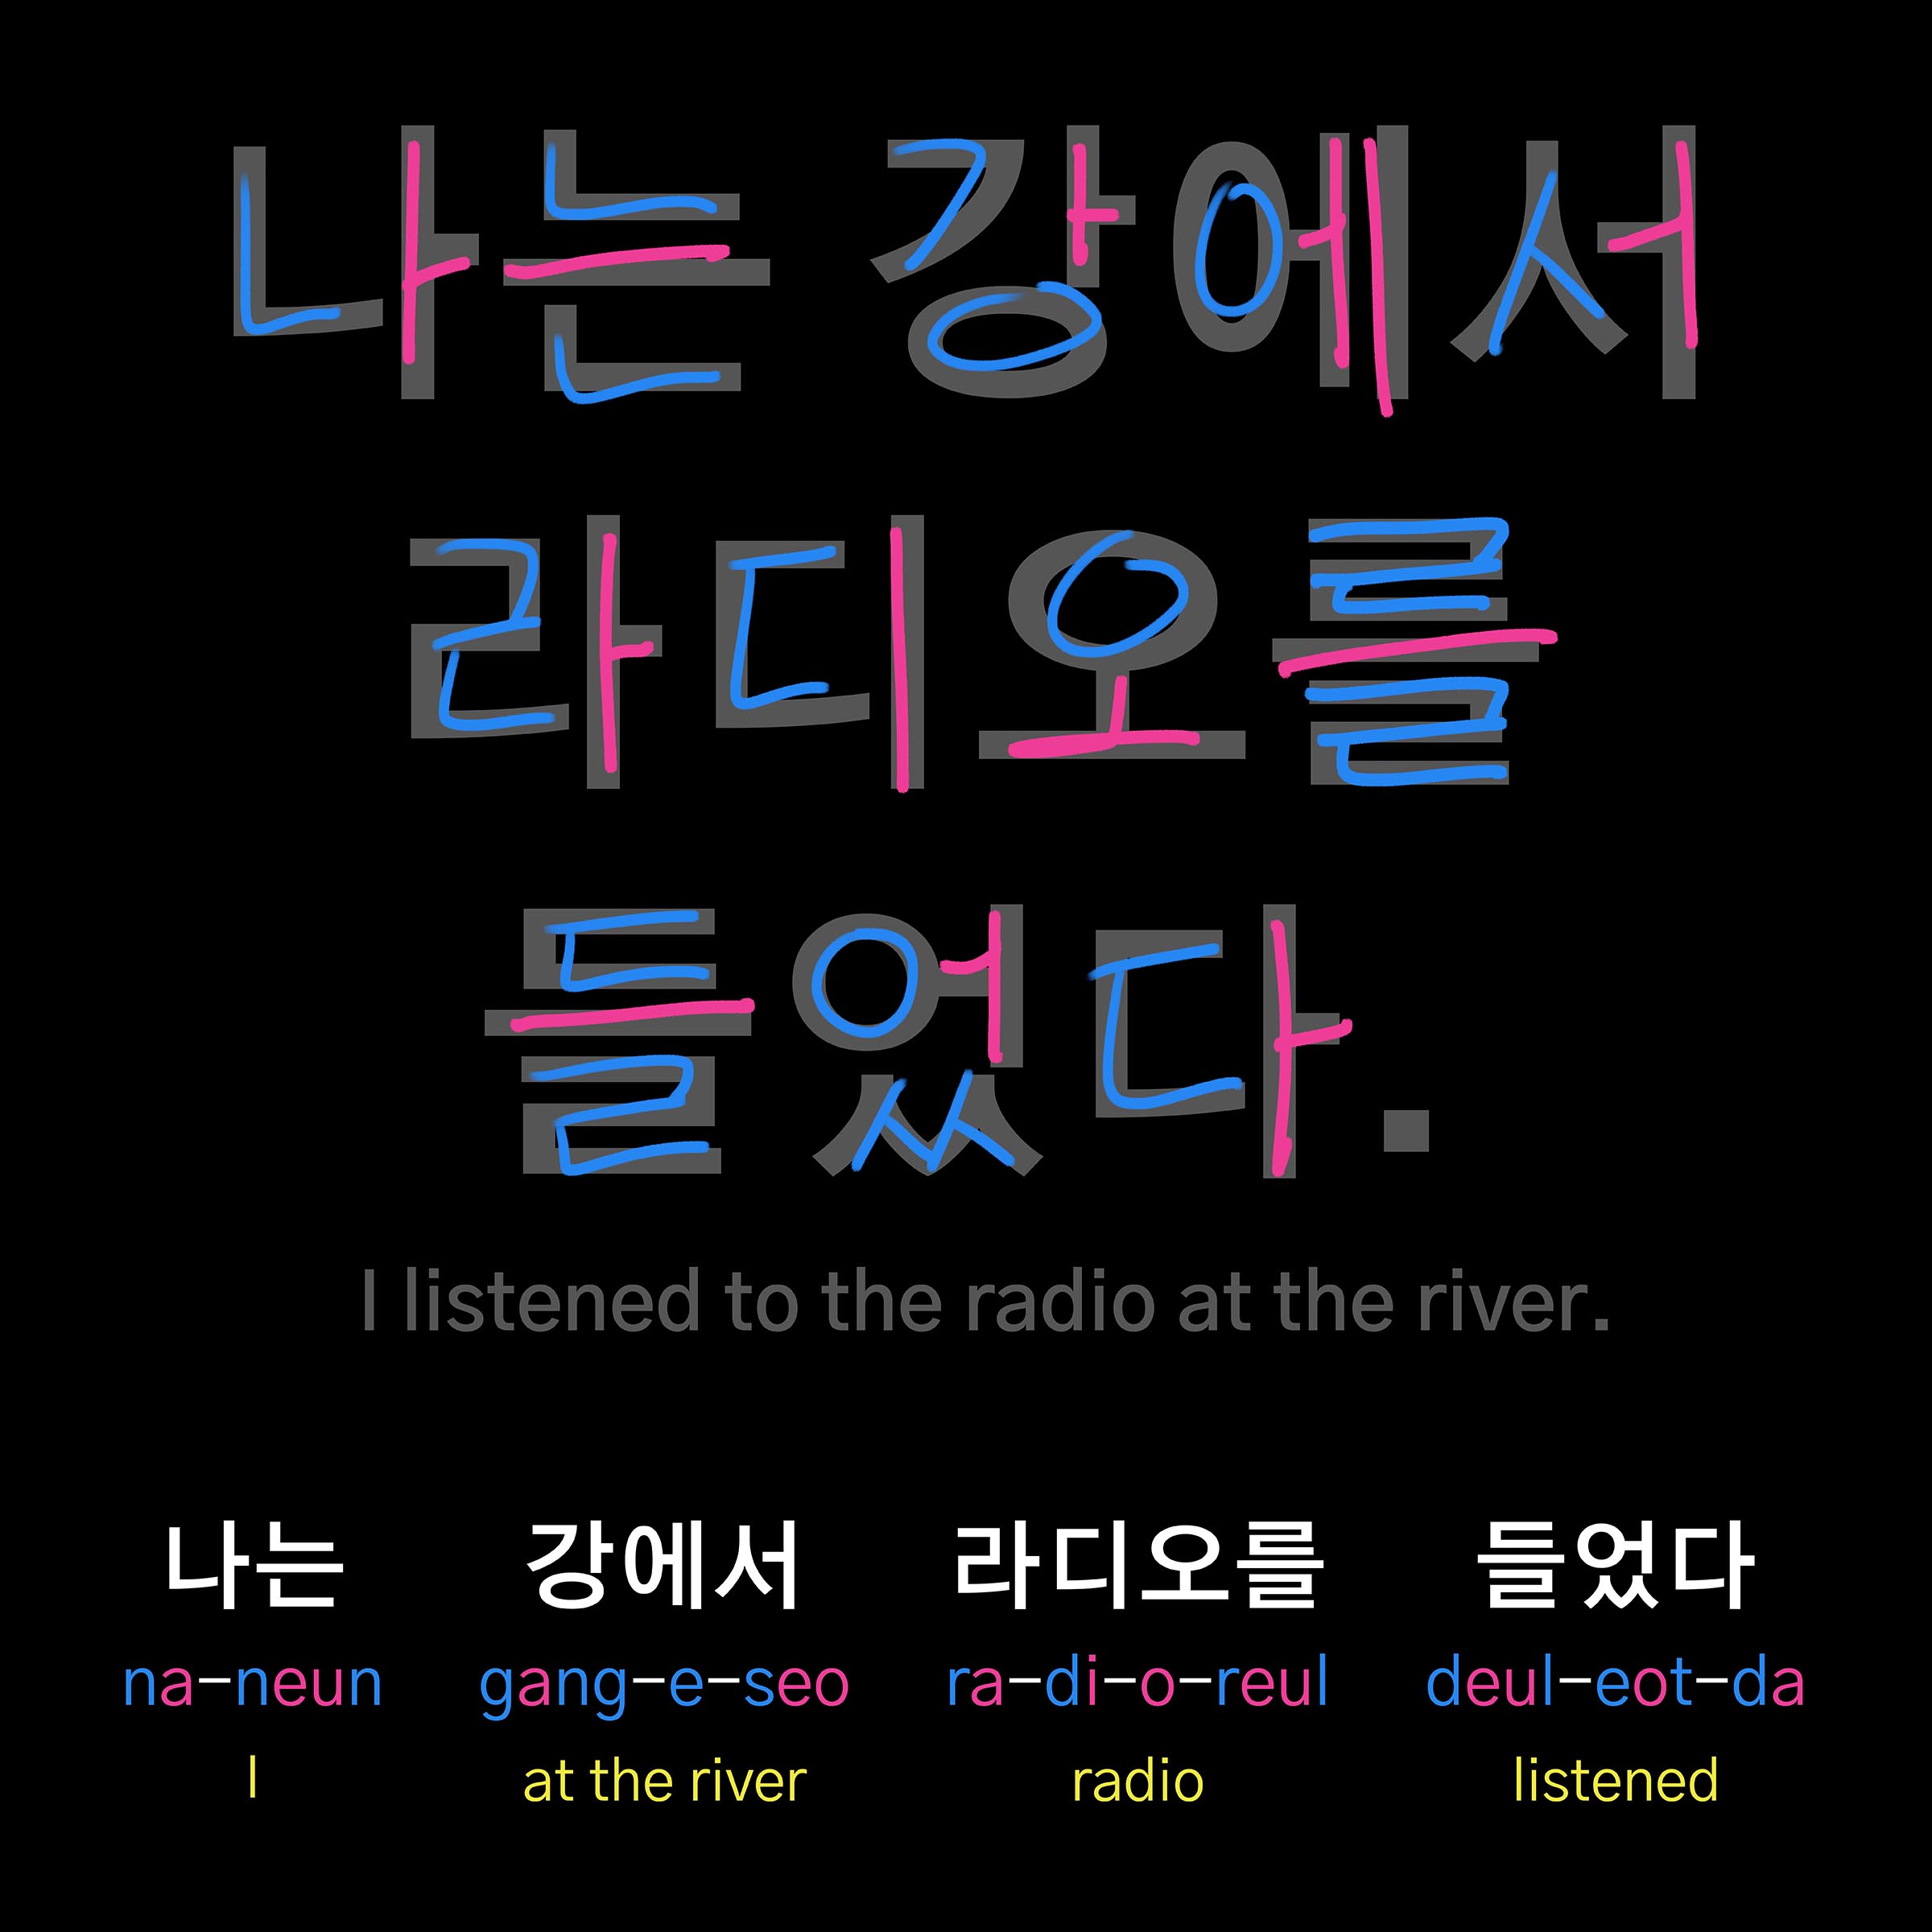 나는 강에서
라디오를
들었다.
I listened to the radio at the river.
나는 강에서 라디오를 들었다
na-neun gang-e-seo ra-di-o-reul deul-eot-da
I at the river radio listened